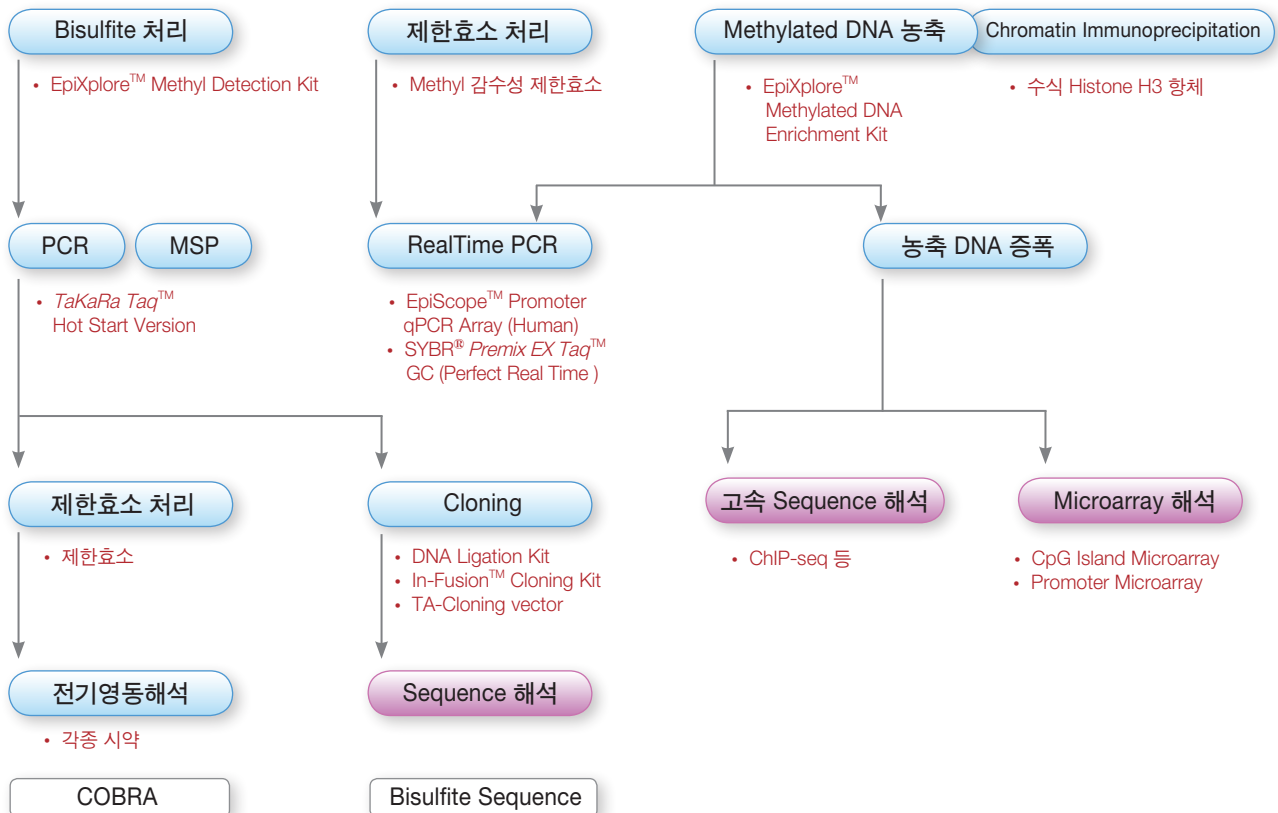 Bisulfite 처리
제한효소 처리
Methylated DNA 농축
Chromatin Immunoprecipitation
• EpiXplore™ Methyl Detection Kit
• Methyl 감수성 제한효소
• EpiXplore™
Methylated DNA
Enrichment Kit
• 수식 Histone H3 항체
PCR
MSP
RealTime PCR
농축 DNA 증폭
• TaKaRa Taq™
Hot Start Version
• EpiScope™ Promoter
qPCR Array (Human)
• SYBR® Premix EX Taq™
GC (Perfect Real Time )
제한효소 처리
Cloning
고속 Sequence 해석
Microarray 해석
• 제한효소
• DNA Ligation Kit
• In-Fusion™ Cloning Kit
• TA-Cloning vector
• ChIP-seq 등
• CpG Island Microarray
• Promoter Microarray
전기영동해석
Sequence 해석
• 각종 시약
COBRA
Bisulfite Sequence